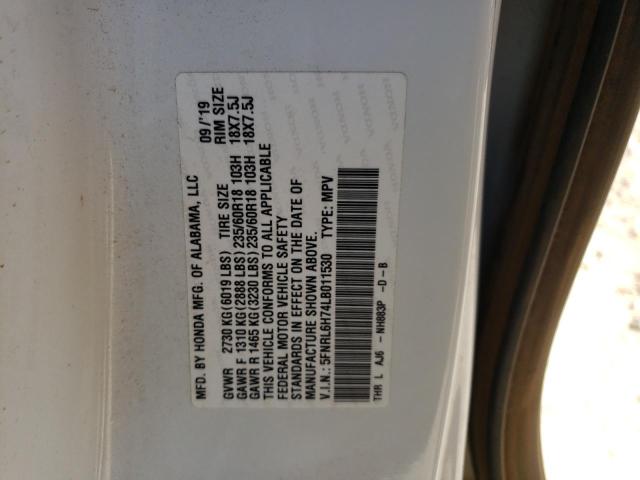 MFD. BY HONDA MFG. OF ALABAMA, LLC 09/'19
GVWR 2730 KG(6019 LBS) TIRE SIZE RIM SIZE
GAWR F 1310 KG(2888 LBS)235/60R18 103H 18X7.5J
GAWR R 1465 KG(3230 LBS)235/60R18 103H 18X7.5J
THIS VEHICLE CONFORMS TO ALL APPLICABLE
FEDERAL MOTOR VEHICLE SAFETY
STANDARDS IN EFFECT ON THE DATE OF
MANUFACTURE SHOWN ABOVE.
V.I.N.: 5FNRL6H74LB011530 TYPE: MPV
THR L AJ6 - NH883P -D-B